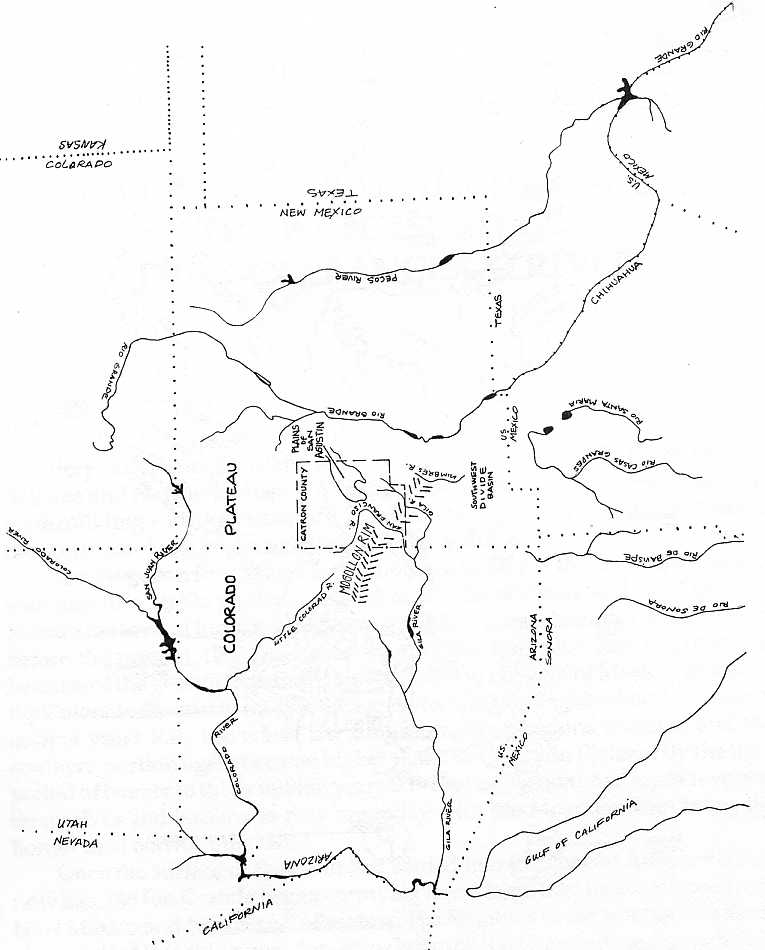 RIO GRANDE
KANSAS
COLORADO
U.S.
MEXICO
TEXAS
NEW MEXICO
PECOS RIVER
CHIHUAHUA
TEXAS
RIO GRANDE
RIO GRANDE
U.S.
MEXICO
RIO SANTA MARIA
RIO CASAS GRANDES
PLAINS
OF
SAN
AGUSTIN
CATRON COUNTY
MIMBRES R.
SOUTHWEST
DIVIDE
BASIN
GILA R.
SAN FRANCISCO R.
MOGOLLON RIM
COLORADO PLATEAU
COLORADO RIVER
SAN JUAN RIVER
LITTLE COLORADO R.
GILA RIVER
RIO DE BAVISPE
RIO DE SONORA
ARIZONA
SONORA
COLORADO RIVER
U.S.
MEXICO
GILA RIVER
GULF OF CALIFORNIA
UTAH
NEVADA
ARIZONA
CALIFORNIA